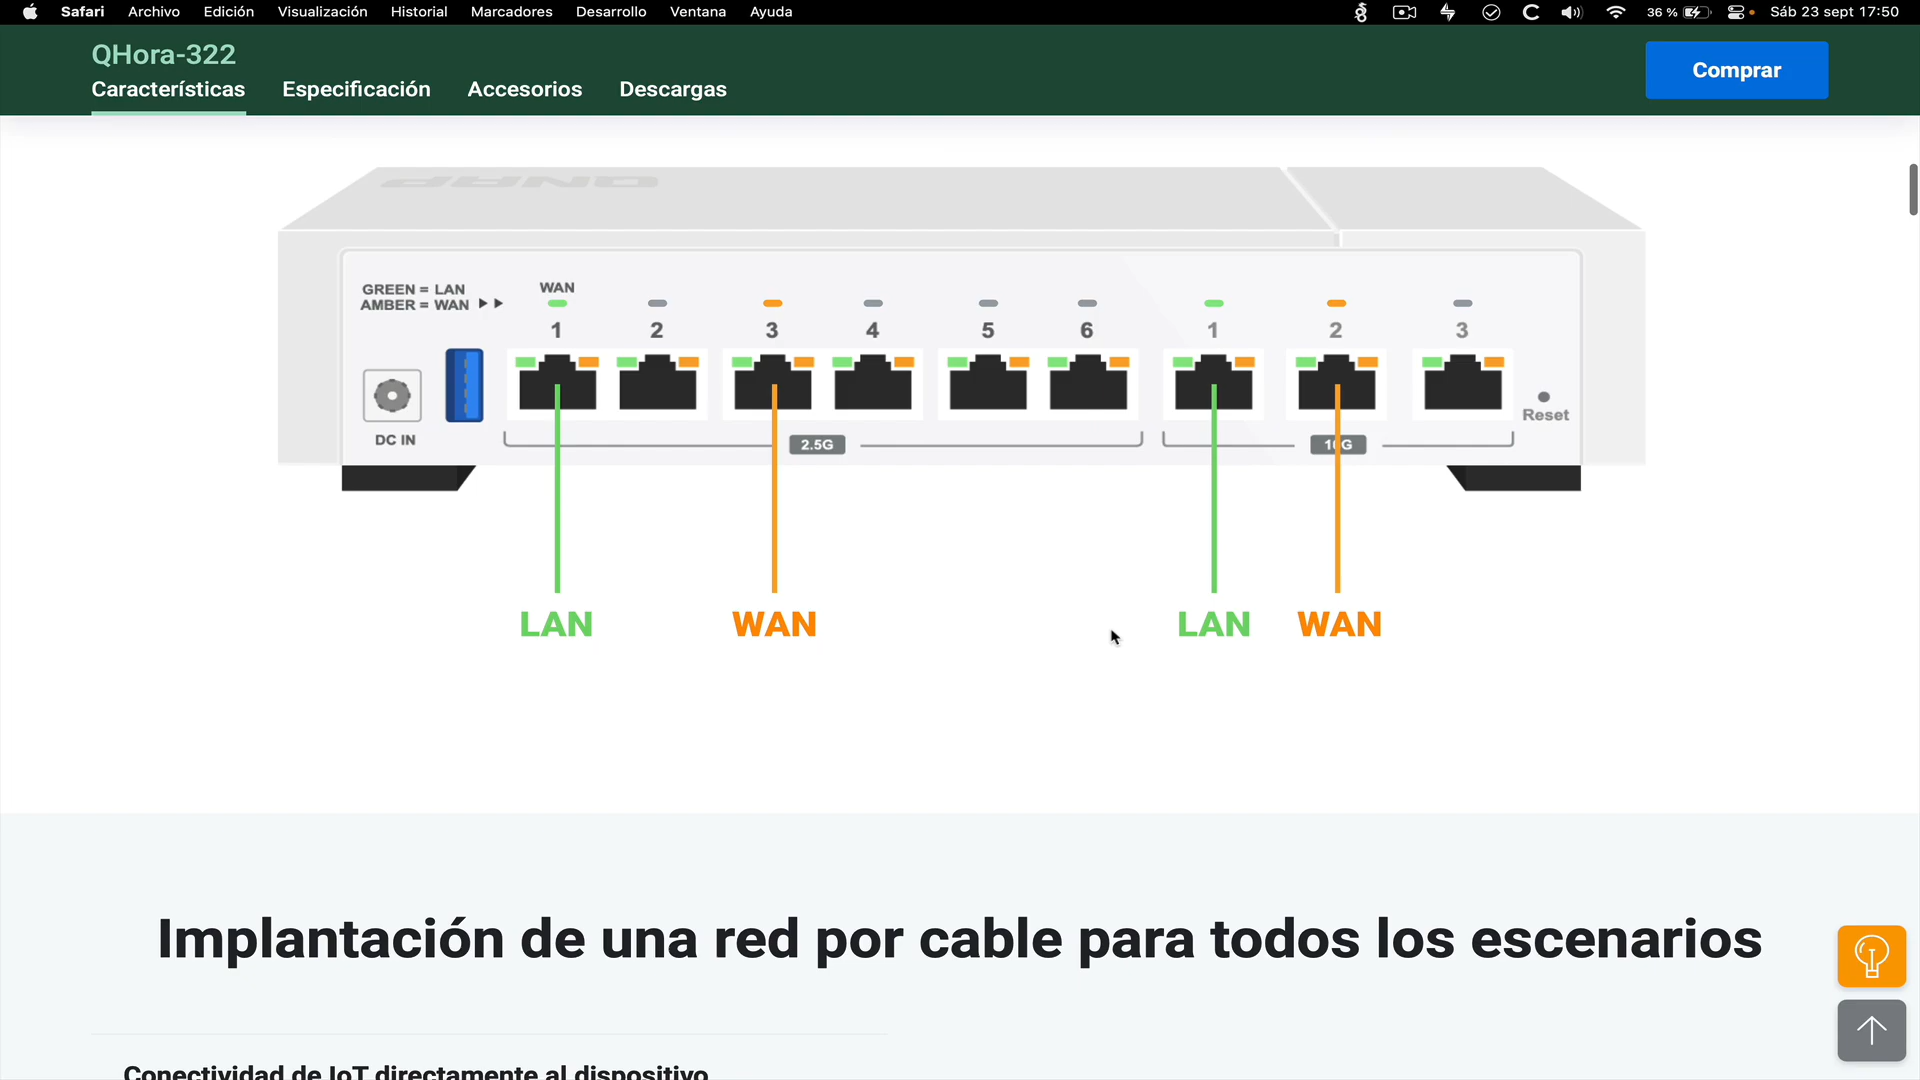 Safari Archivo Edición Visualización Historial Marcadores Desarrollo Ventana Ayuda 36 % Sáb 23 sept 17:50
QHora-322
Características Especificación Accesorios Descargas
Comprar
QNAP
GREEN = LAN
AMBER = WAN
WAN
1 2 3 4 5 6 1 2 3
Reset
DC IN
2.5G 10G
LAN WAN LAN WAN
Implantación de una red por cable para todos los escenarios
Conectividad de IoT directamente al dispositivo